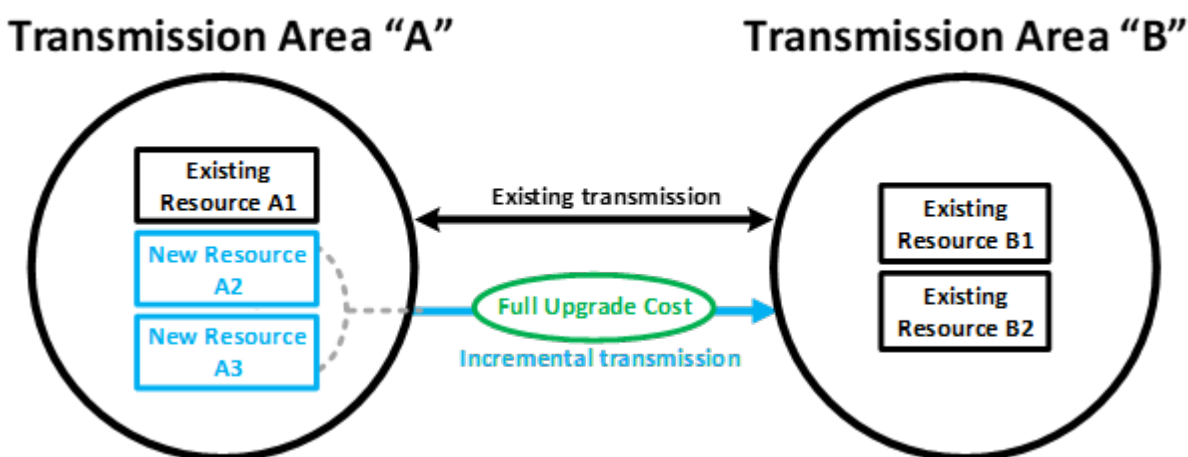 Transmission Area “A”
Transmission Area “B”
Existing
Resource A1
New Resource
A2
New Resource
A3
Existing transmission
Full Upgrade Cost
Incremental transmission
Existing
Resource B1
Existing
Resource B2